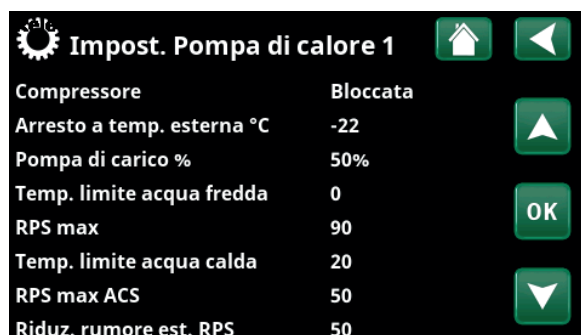 Impost. Pompa di calore 1
Compressore Bloccata
Arresto a temp. esterna °C -22
Pompa di carico % 50%
Temp. limite acqua fredda 0
RPS max 90
OK
Temp. limite acqua calda 20
RPS max ACS 50
Riduz. rumore est. RPS 50